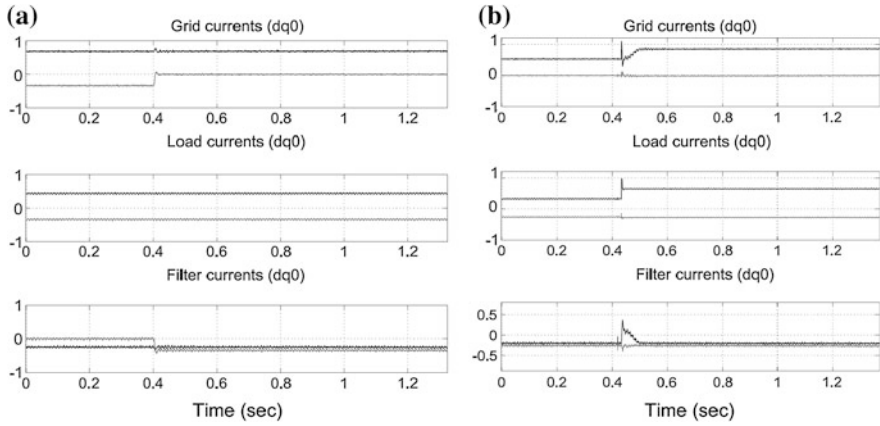 (a)
Grid currents (dq0)
1
0
-1
0 0.2 0.4 0.6 0.8 1 1.2
Load currents (dq0)
1
0
-1
0 0.2 0.4 0.6 0.8 1 1.2
Filter currents (dq0)
1
0
-1
0 0.2 0.4 0.6 0.8 1 1.2
Time (sec)
(b)
Grid currents (dq0)
1
0
-1
0 0.2 0.4 0.6 0.8 1 1.2
Load currents (dq0)
1
0
-1
0 0.2 0.4 0.6 0.8 1 1.2
Filter currents (dq0)
0.5
0
-0.5
0 0.2 0.4 0.6 0.8 1 1.2
Time (sec)